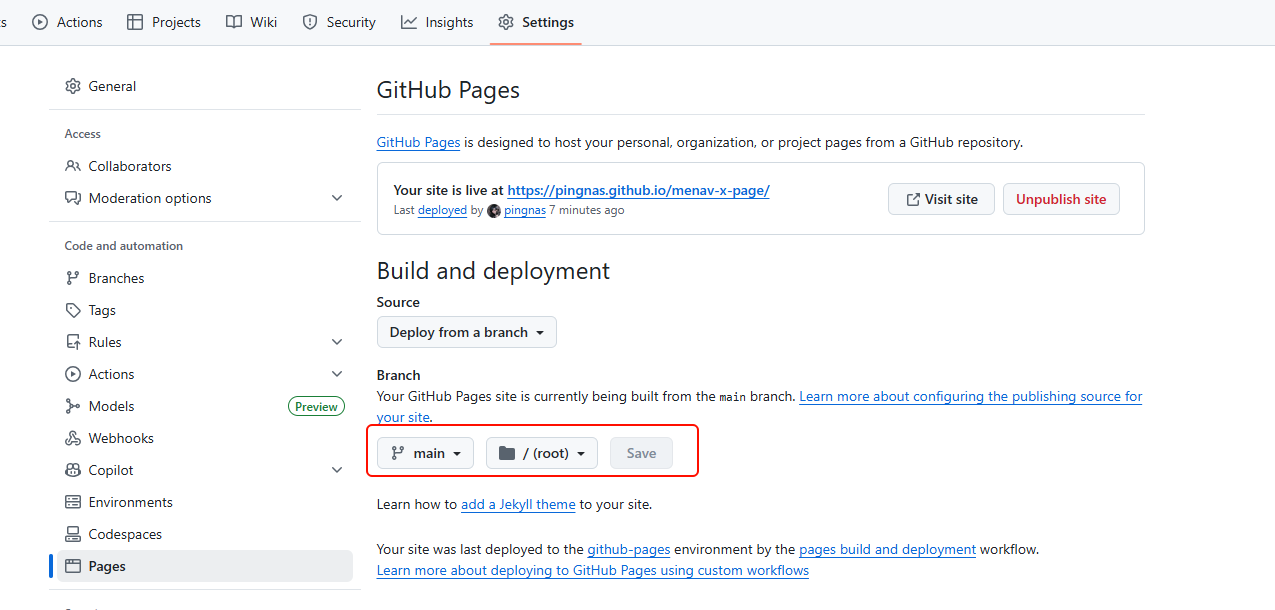 Actions Projects Wiki Security Insights Settings
General
Access
Collaborators
Moderation options
Code and automation
Branches
Tags
Rules
Actions
Models Preview
Webhooks
Copilot
Environments
Codespaces
Pages
GitHub Pages
GitHub Pages is designed to host your personal, organization, or project pages from a GitHub repository.
Your site is live at https://pingnas.github.io/menav-x-page/
Last deployed by pingnas 7 minutes ago
Visit site Unpublish site
Build and deployment
Source
Deploy from a branch
Branch
Your GitHub Pages site is currently being built from the main branch. Learn more about configuring the publishing source for
your site.
main / (root) Save
Learn how to add a Jekyll theme to your site.
Your site was last deployed to the github-pages environment by the pages build and deployment workflow.
Learn more about deploying to GitHub Pages using custom workflows